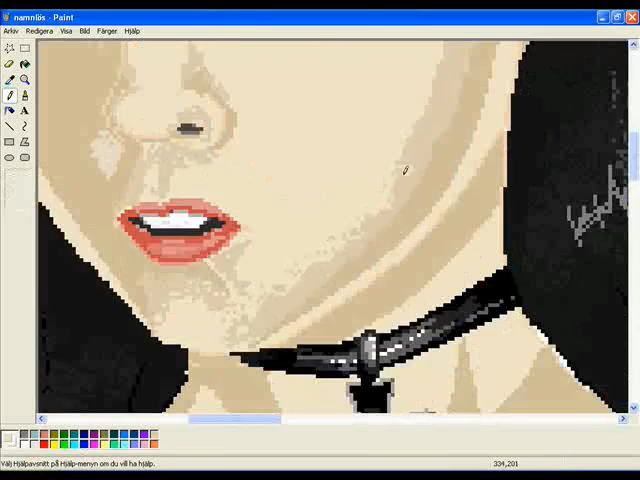 namnlös - Paint
Arkiv Redigera Visa Bild Färger Hjälp
A
Välj Hjälpavsnitt på Hjälp-menyn om du vill ha hjälp.
334,201